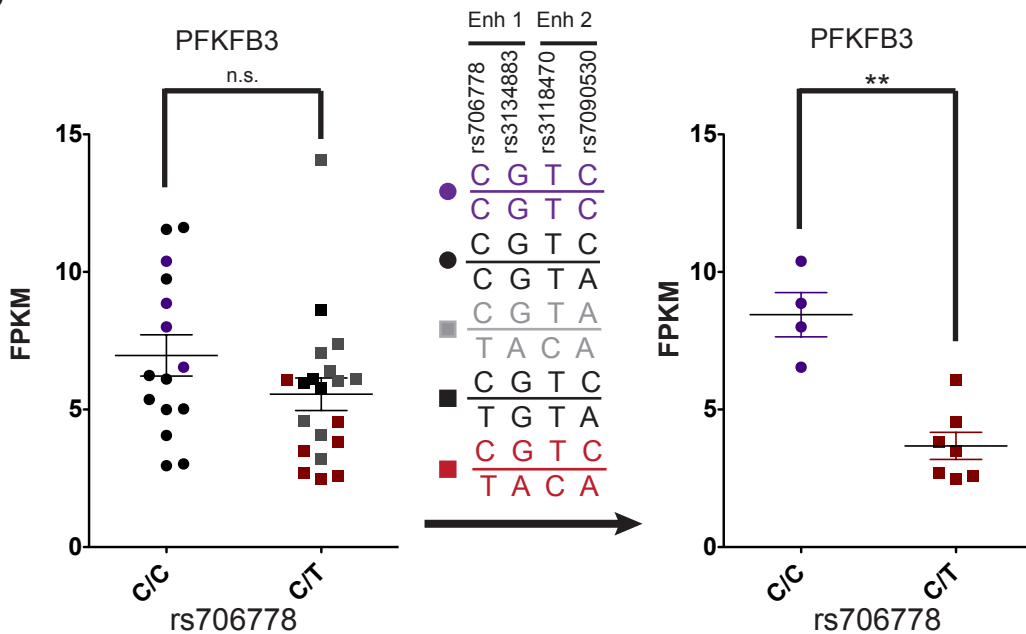 PFKFB3
n.s.
15
10
5
0
FPKM
C/C
C/T
rs706778
Enh 1 Enh 2
rs706778
rs3134883
rs3118470
rs7090530
C G T C
C G T C
C G T C
C G T A
C G T A
T A C A
C G T C
T G T A
C G T C
T A C A
PFKFB3
**
15
10
5
0
FPKM
C/C
C/T
rs706778